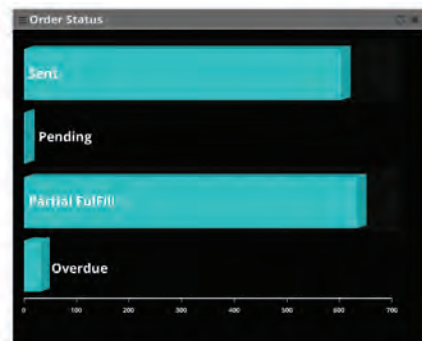 Order Status
Sent
Pending
Partial FulFill
Overdue
0 100 200 300 400 500 600 700